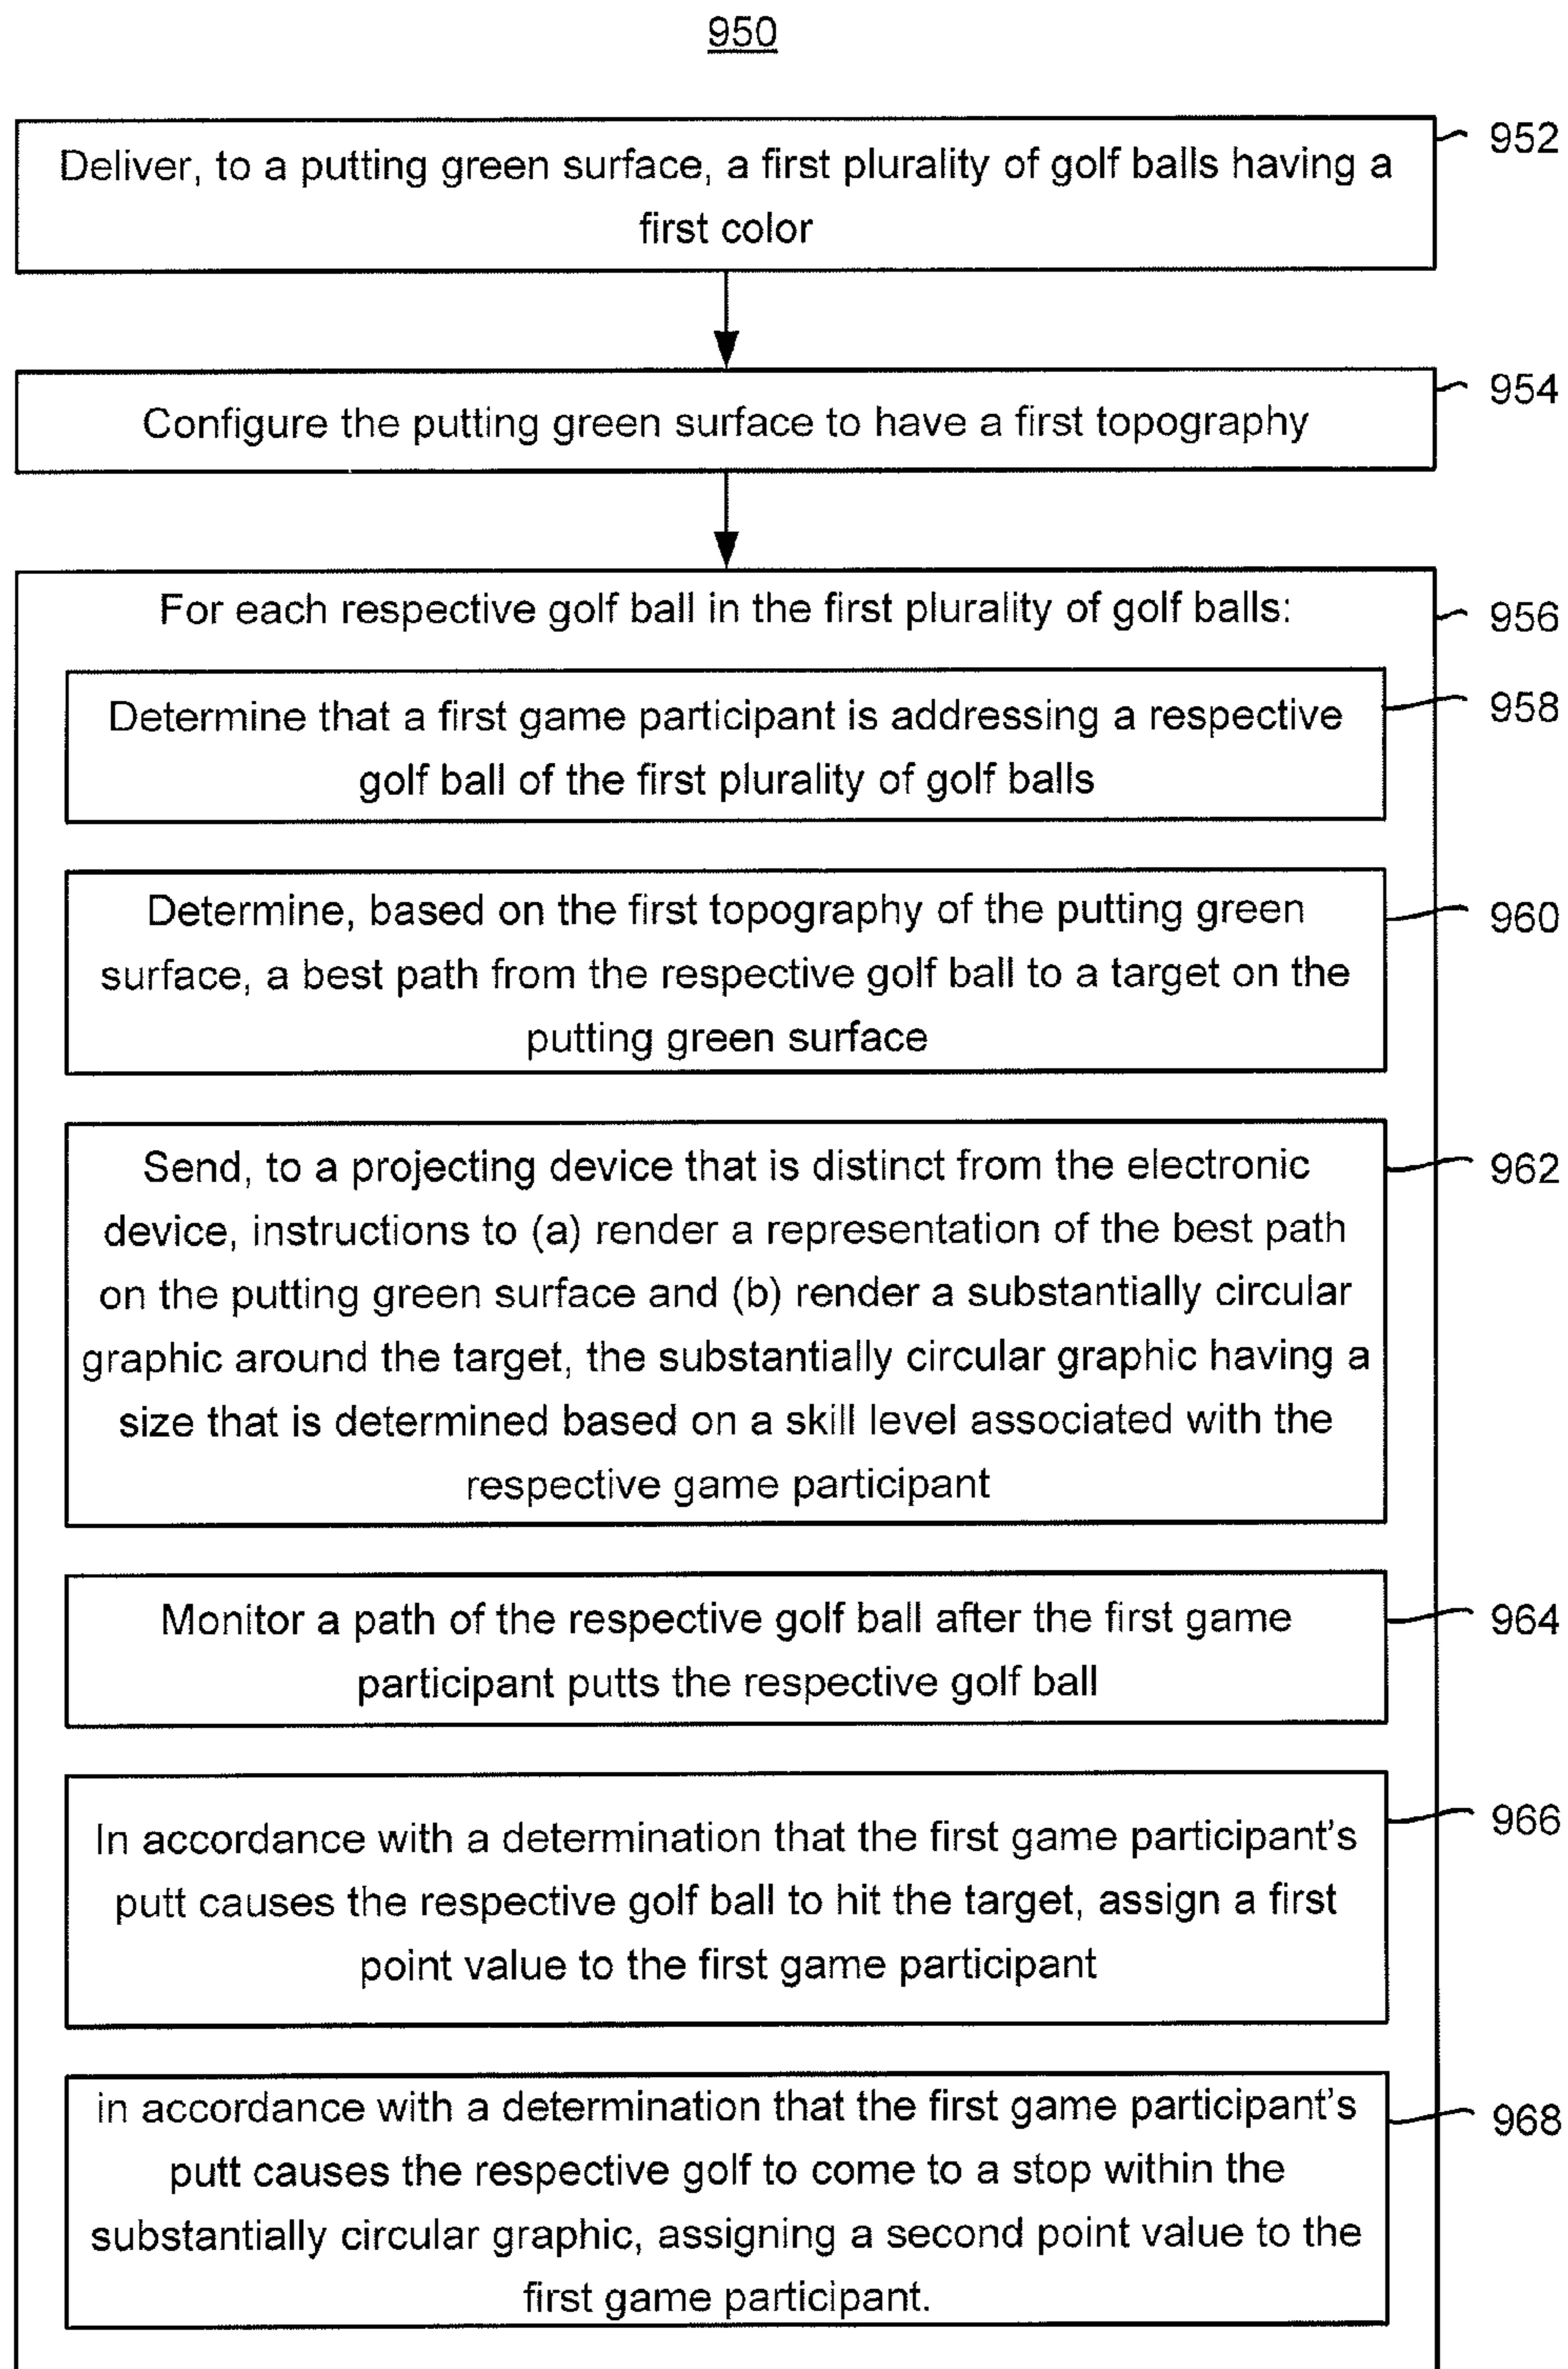 950
Deliver, to a putting green surface, a first plurality of golf balls having a
first color
952
Configure the putting green surface to have a first topography
954
For each respective golf ball in the first plurality of golf balls:
956
Determine that a first game participant is addressing a respective
golf ball of the first plurality of golf balls
958
Determine, based on the first topography of the putting green
surface, a best path from the respective golf ball to a target on the
putting green surface
960
Send, to a projecting device that is distinct from the electronic
device, instructions to (a) render a representation of the best path
on the putting green surface and (b) render a substantially circular
graphic around the target, the substantially circular graphic having a
size that is determined based on a skill level associated with the
respective game participant
962
Monitor a path of the respective golf ball after the first game
participant putts the respective golf ball
964
In accordance with a determination that the first game participant's
putt causes the respective golf ball to hit the target, assign a first
point value to the first game participant
966
in accordance with a determination that the first game participant's
putt causes the respective golf to come to a stop within the
substantially circular graphic, assigning a second point value to the
first game participant.
968